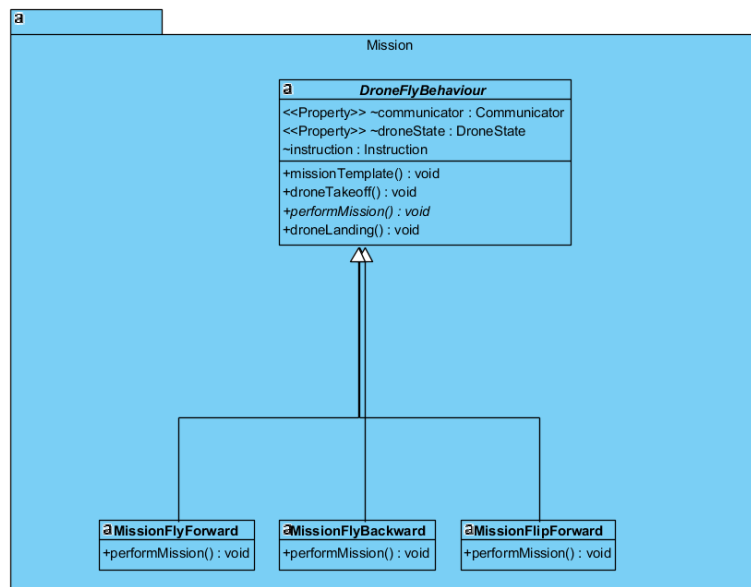 a
Mission
a
DroneFlyBehaviour
<<Property>> ~communicator : Communicator
<<Property>> ~droneState : DroneState
~instruction : Instruction
+missionTemplate() : void
+droneTakeoff() : void
+performMission() : void
+droneLanding() : void
a MissionFlyForward
+performMission() : void
a MissionFlyBackward
+performMission() : void
a MissionFlipForward
+performMission() : void